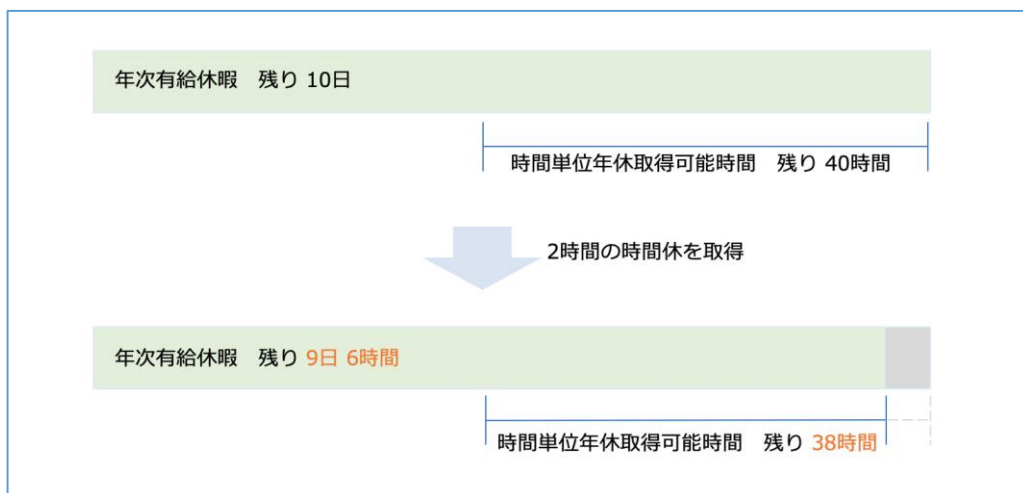 年次有給休暇　残り 10日
時間単位年休取得可能時間　残り 40時間
2時間の時間休を取得
年次有給休暇　残り 9日 6時間
時間単位年休取得可能時間　残り 38時間